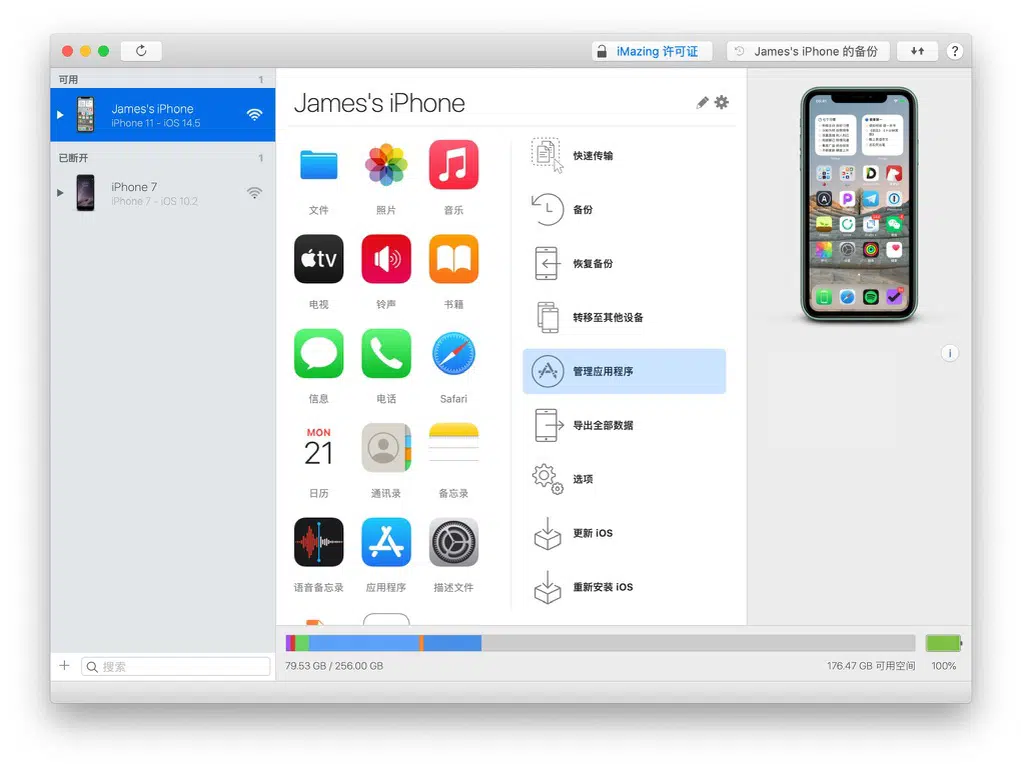 iMazing 许可证
James's iPhone 的备份
?
可用
1
James's iPhone
iPhone 11 - iOS 14.5
已断开
1
iPhone 7
iPhone 7 - iOS 10.2
搜索
James's iPhone
文件
照片
音乐
tv
电视
铃声
书籍
信息
电话
Safari
MON
21
日历
通讯录
备忘录
语音备忘录
应用程序
描述文件
快速传输
备份
恢复备份
转移至其他设备
管理应用程序
导出全部数据
选项
更新 iOS
重新安装 iOS
79.53 GB / 256.00 GB
176.47 GB 可用空间
100%